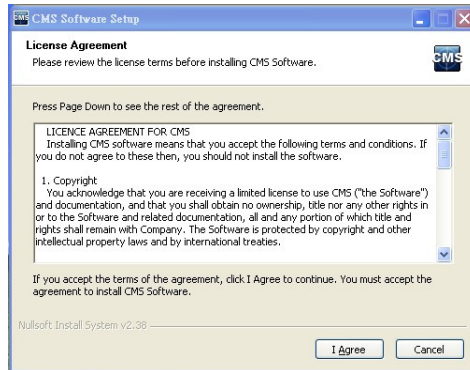 CMS Software Setup
License Agreement
Please review the license terms before installing CMS Software.
CMS
Press Page Down to see the rest of the agreement.
LICENCE AGREEMENT FOR CMS
Installing CMS software means that you accept the following terms and conditions. If
you do not agree to these then, you should not install the software.
1. Copyright
You acknowledge that you are receiving a limited license to use CMS ("the Software")
and documentation, and that you shall obtain no ownership, title nor any other rights in
or to the Software and related documentation, all and any portion of which title and
rights shall remain with Company. The Software is protected by copyright and other
intellectual property laws and by international treaties.
If you accept the terms of the agreement, click I Agree to continue. You must accept the
agreement to install CMS Software.
Nullsoft Install System v2.38
I Agree
Cancel